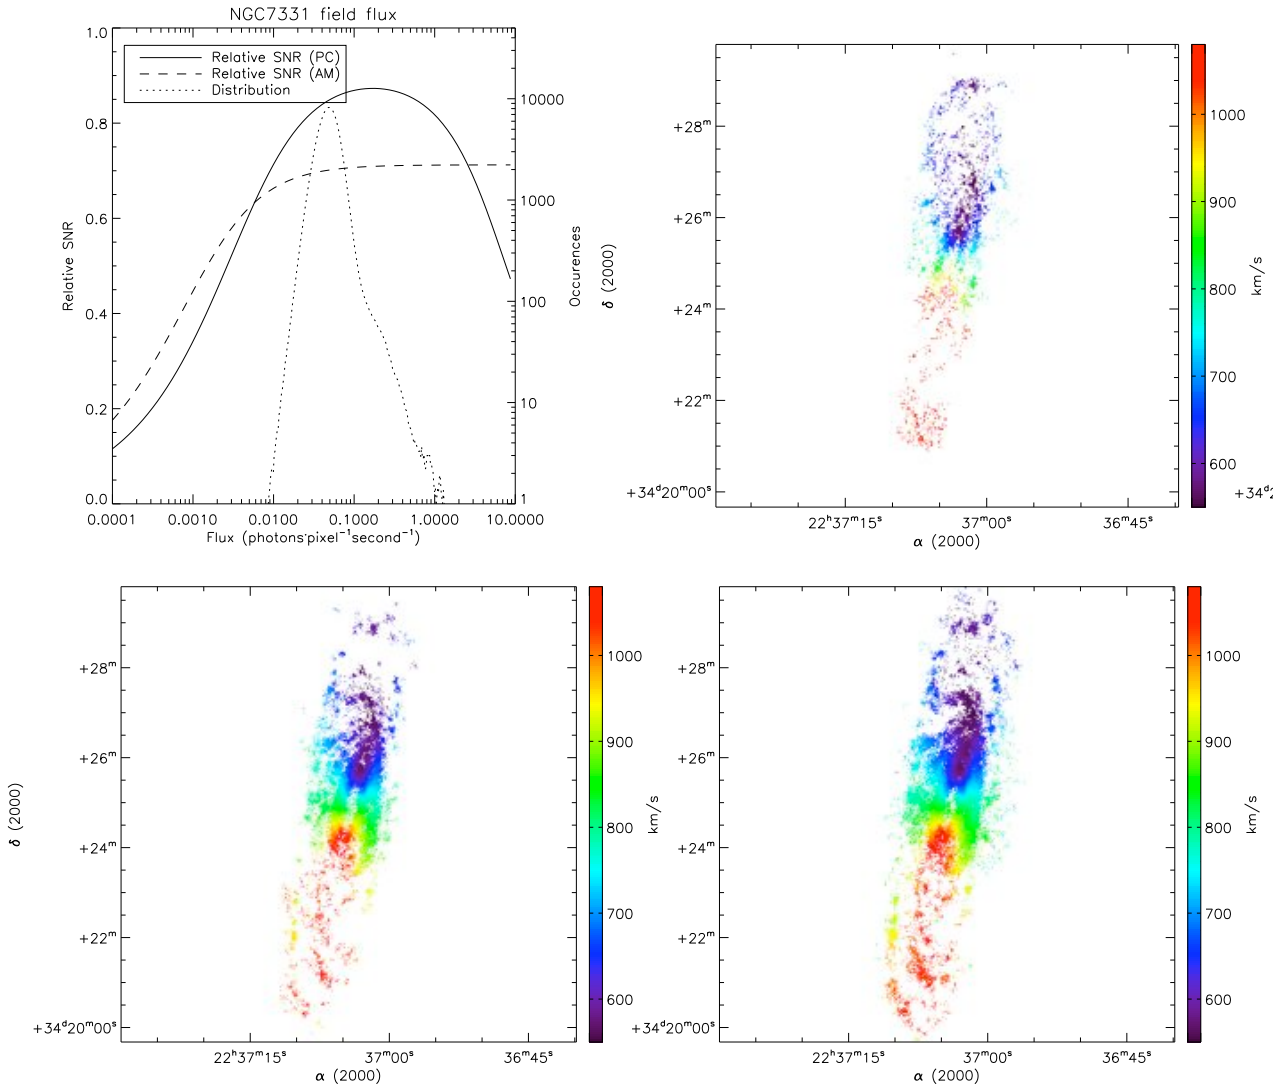 NGC7331 field flux
Relative SNR (PC)
Relative SNR (AM)
Distribution
1.0
0.8
0.6
0.4
0.2
0.0
Relative SNR
10000
1000
100
10
1
Occurences
0.0001 0.0010 0.0100 0.1000 1.00000 10.00000
Flux (photons·pixel⁻¹second⁻¹)
+28ᵐ
+26ᵐ
+24ᵐ
+22ᵐ
+34ᵈ20ᵐ00ˢ
δ (2000)
22ʰ37ᵐ15ˢ 37ᵐ00ˢ 36ᵐ45ˢ
α (2000)
1000
900
800
700
600
km/s
+34ᵈ2
+28ᵐ
+26ᵐ
+24ᵐ
+22ᵐ
+34ᵈ20ᵐ00ˢ
δ (2000)
22ʰ37ᵐ15ˢ 37ᵐ00ˢ 36ᵐ45ˢ
α (2000)
1000
900
800
700
600
km/s
+28ᵐ
+26ᵐ
+24ᵐ
+22ᵐ
+34ᵈ20ᵐ00ˢ
22ʰ37ᵐ15ˢ 37ᵐ00ˢ 36ᵐ45ˢ
α (2000)
1000
900
800
700
600
km/s